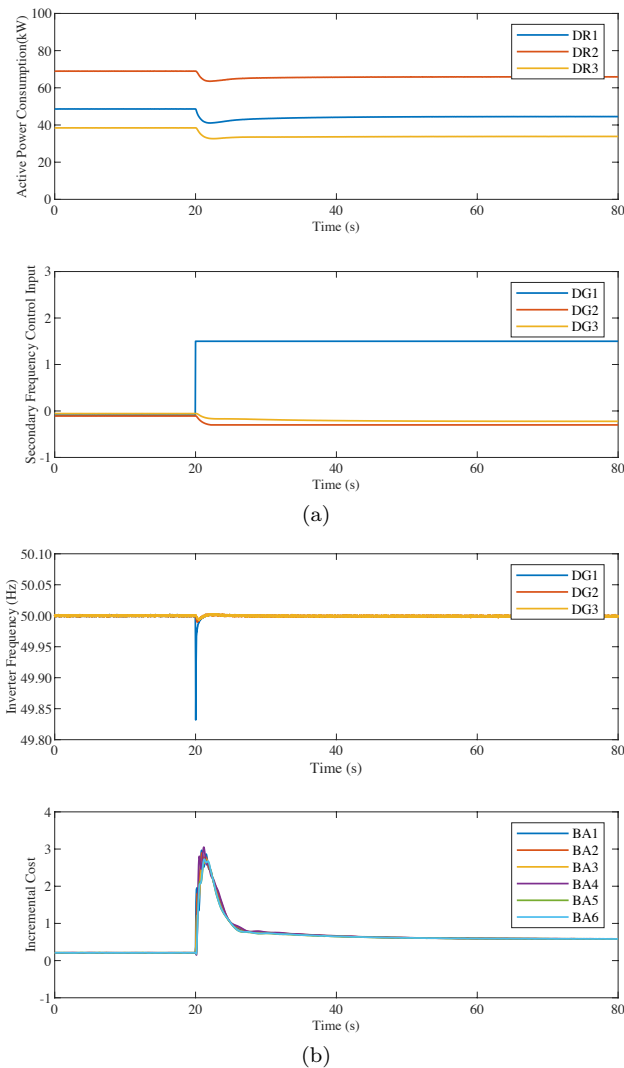 Active Power Consumption(kW)
100
80
60
40
20
0
DR1
DR2
DR3
0 20 40 60 80
Time (s)
Secondary Frequency Control Input
3
2
1
0
-1
DG1
DG2
DG3
0 20 40 60 80
Time (s)
(a)
Inverter Frequency (Hz)
50.10
50.05
50.00
49.95
49.90
49.85
49.80
DG1
DG2
DG3
0 20 40 60 80
Time (s)
Incremental Cost
4
3
2
1
0
-1
BA1
BA2
BA3
BA4
BA5
BA6
0 20 40 60 80
Time (s)
(b)